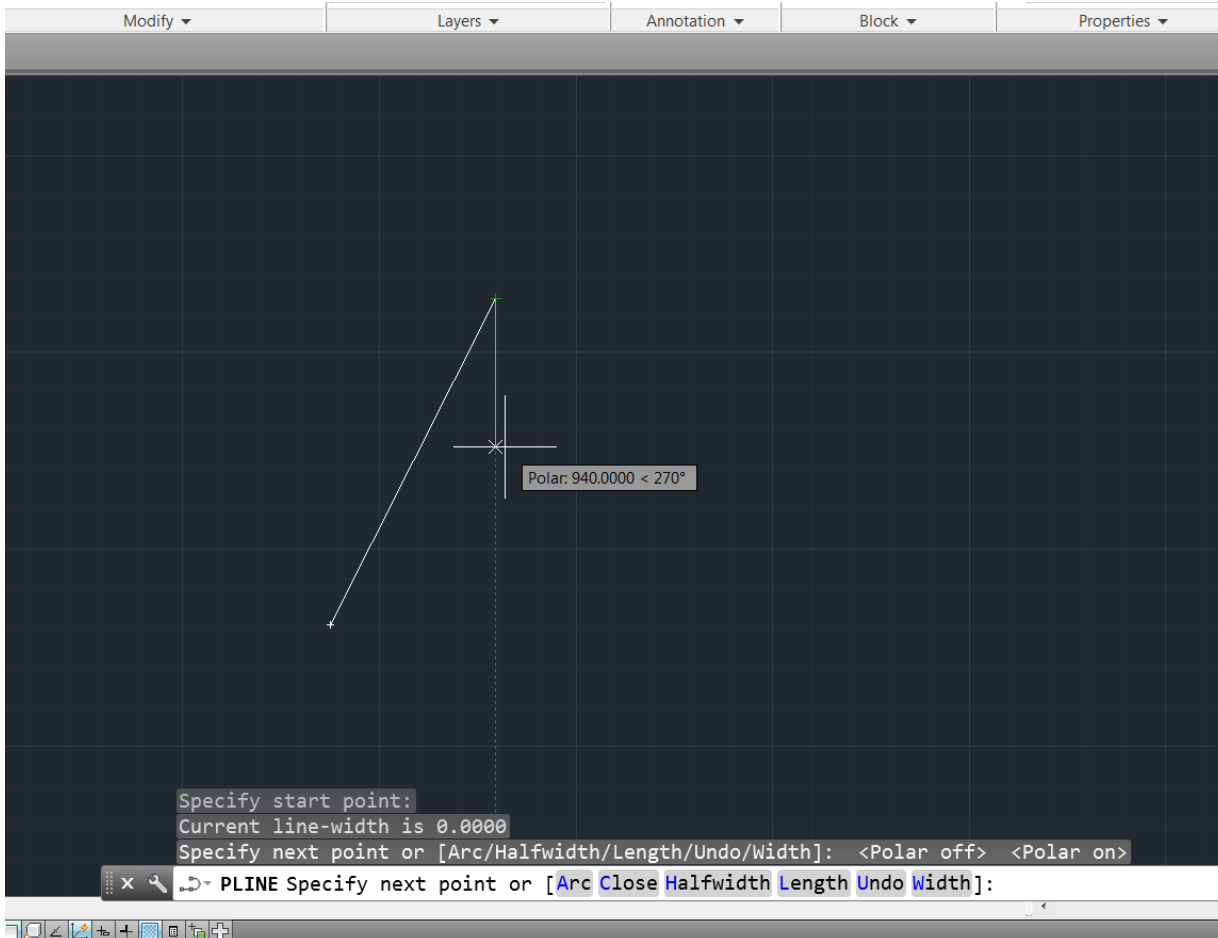 Modify Layers Annotation Block Properties
Polar: 940.0000 < 270°
Specify start point:
Current line-width is 0.0000
Specify next point or [Arc/Halfwidth/Length/Undo/Width]: <Polar off> <Polar on>
PLINE Specify next point or [Arc Close Halfwidth Length Undo Width]: